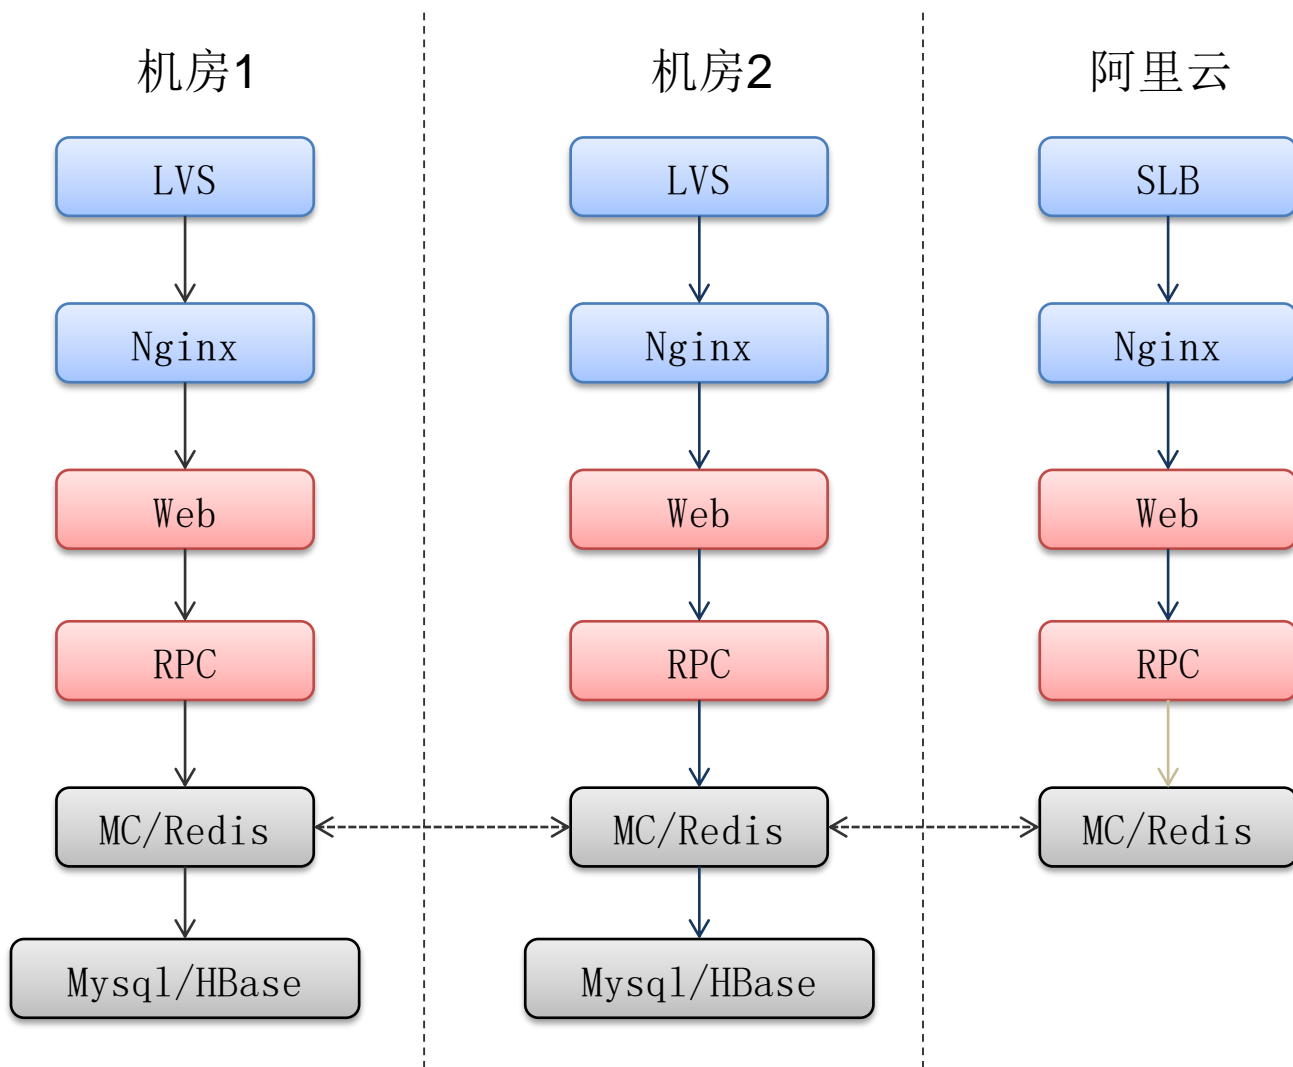 机房1
机房2
阿里云
LVS
LVS
SLB
Nginx
Nginx
Nginx
Web
Web
Web
RPC
RPC
RPC
MC/Redis
MC/Redis
MC/Redis
Mysql/HBase
Mysql/HBase